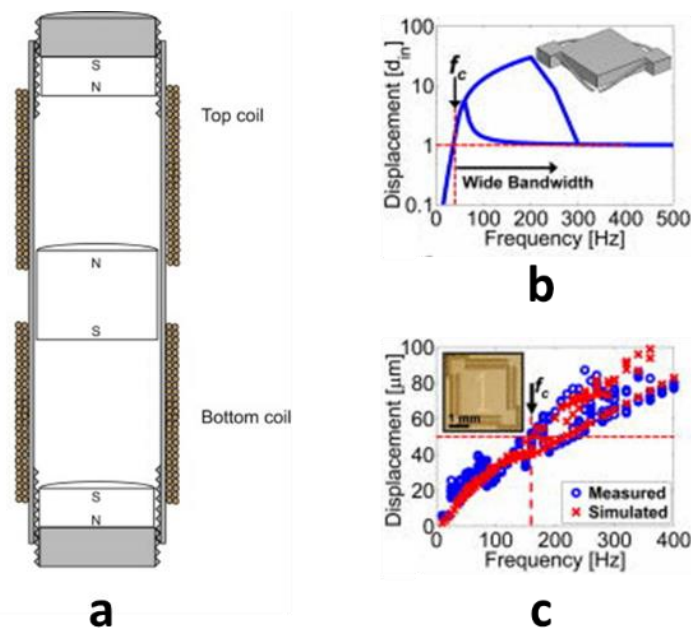 S
N
Top coil
N
S
Bottom coil
S
N
a
100
10
1
0.1
Displacement [d_in]
f_c
Wide Bandwidth
0 100 200 300 400 500
Frequency [Hz]
b
100
80
60
40
20
0
Displacement [µm]
1 mm
f_c
Measured
Simulated
0 100 200 300 400
Frequency [Hz]
c